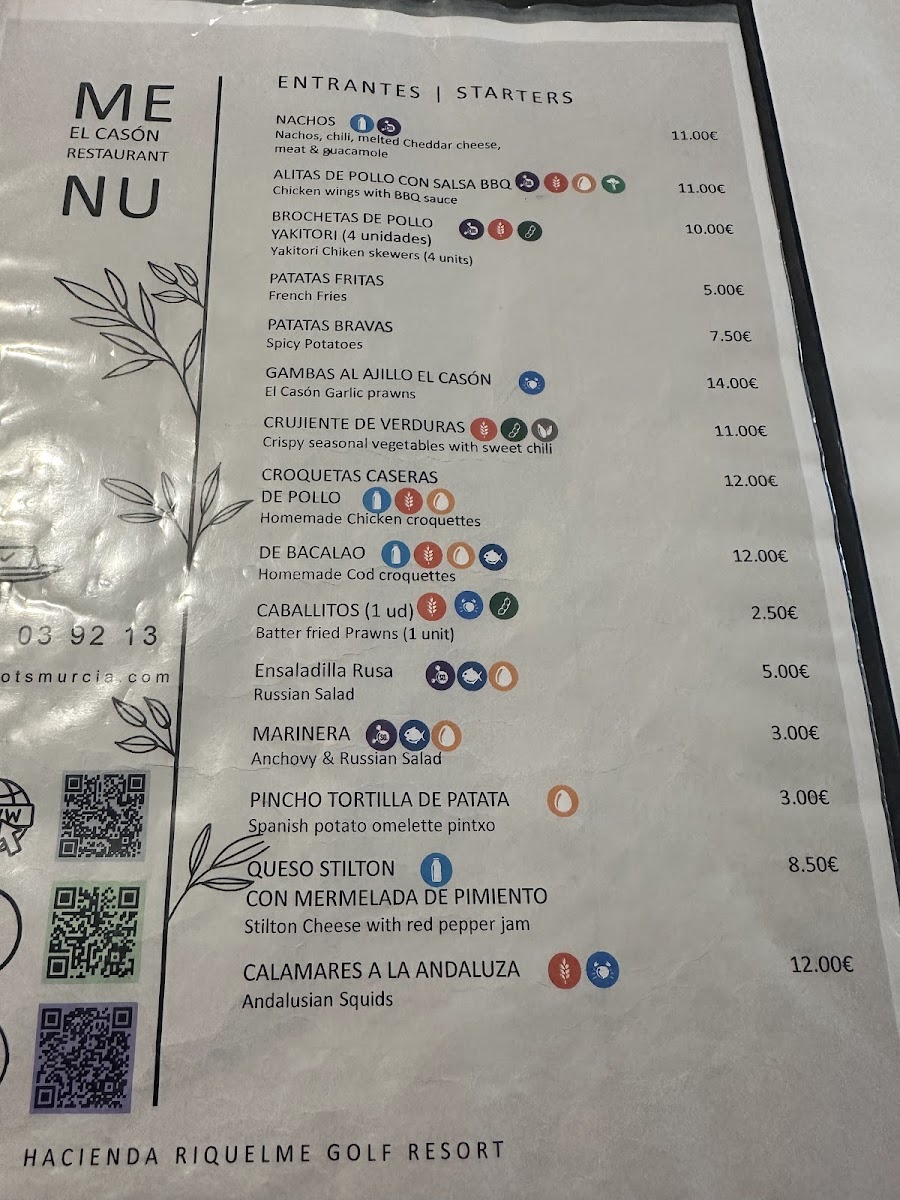 ME
EL CASÓN
RESTAURANT
NU
03 92 13
otsmurcia.com
ENTRANTES | STARTERS
NACHOS 11.00€
Nachos, chili, melted Cheddar cheese,
meat & guacamole
ALITAS DE POLLO CON SALSA BBQ 11.00€
Chicken wings with BBQ sauce
BROCHETAS DE POLLO
YAKITORI (4 unidades) 10.00€
Yakitori Chiken skewers (4 units)
PATATAS FRITAS
French Fries 5.00€
PATATAS BRAVAS
Spicy Potatoes 7.50€
GAMBAS AL AJILLO EL CASÓN 14.00€
El Casón Garlic prawns
CRUJIENTE DE VERDURAS 11.00€
Crispy seasonal vegetables with sweet chili
CROQUETAS CASERAS 12.00€
DE POLLO
Homemade Chicken croquettes
DE BACALAO 12.00€
Homemade Cod croquettes
CABALLITOS (1 ud) 2.50€
Batter fried Prawns (1 unit)
Ensaladilla Rusa 5.00€
Russian Salad
MARINERA 3.00€
Anchovy & Russian Salad
PINCHO TORTILLA DE PATATA 3.00€
Spanish potato omelette pintxo
QUESO STILTON 8.50€
CON MERMELADA DE PIMIENTO
Stilton Cheese with red pepper jam
CALAMARES A LA ANDALUZA 12.00€
Andalusian Squids
HACIENDA RIQUELME GOLF RESORT